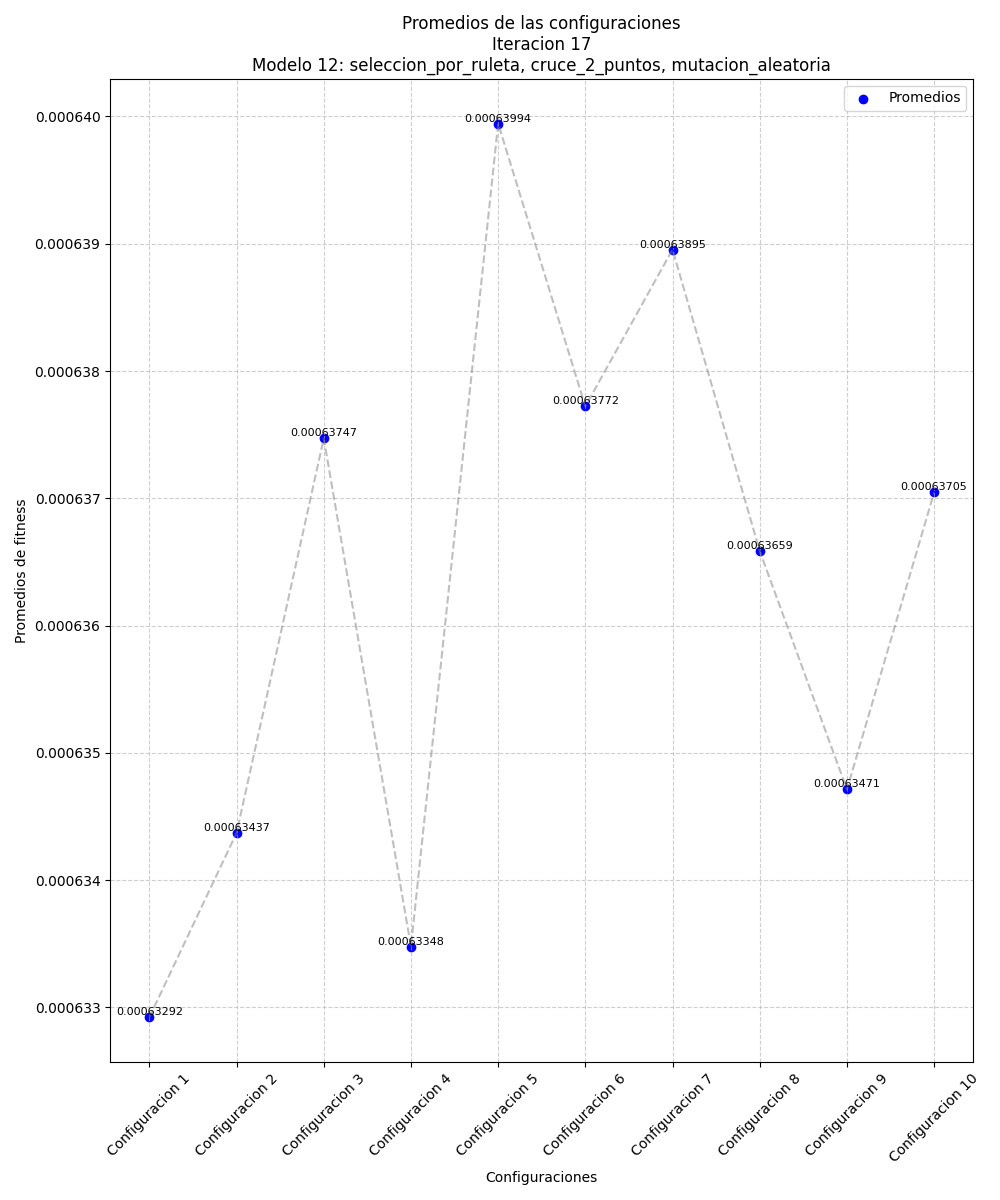 Promedios de las configuraciones
Iteracion 17
Modelo 12: seleccion_por_ruleta, cruce_2_puntos, mutacion_aleatoria
Promedios
0.000640
0.000639
0.000638
0.000637
0.000636
0.000635
0.000634
0.000633
Promedios de fitness
0.00063292
0.00063437
0.00063747
0.00063348
0.00063994
0.00063772
0.00063895
0.00063659
0.00063471
0.00063705
Configuracion 1
Configuracion 2
Configuracion 3
Configuracion 4
Configuracion 5
Configuracion 6
Configuracion 7
Configuracion 8
Configuracion 9
Configuracion 10
Configuraciones